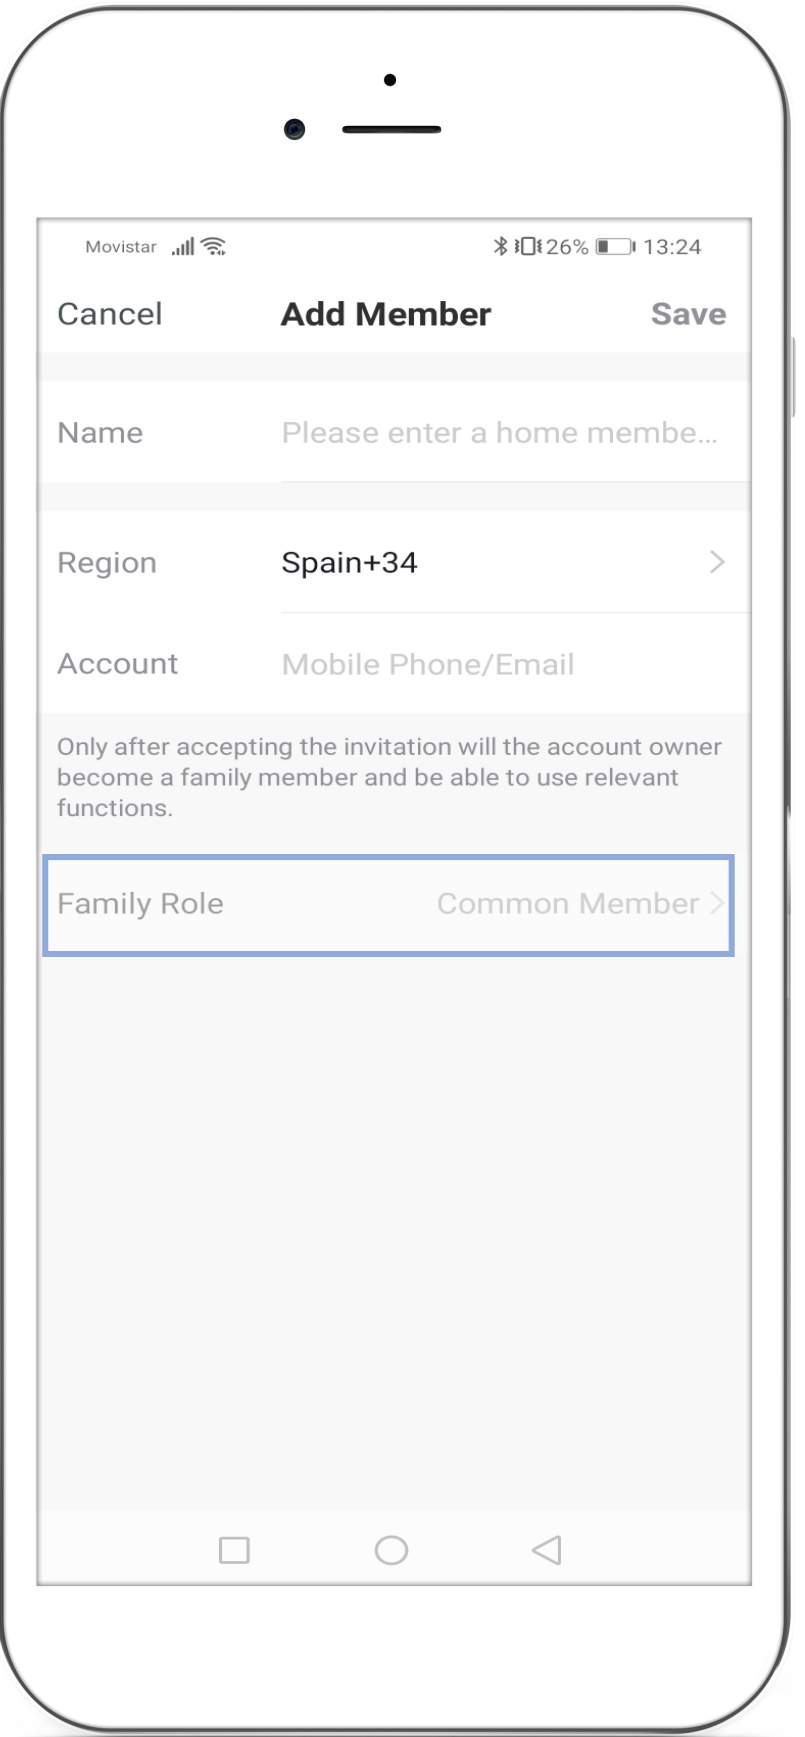 Movistar 26% 13:24
Cancel Add Member Save
Name Please enter a home membe...
Region Spain+34
Account Mobile Phone/Email
Only after accepting the invitation will the account owner
become a family member and be able to use relevant
functions.
Family Role Common Member